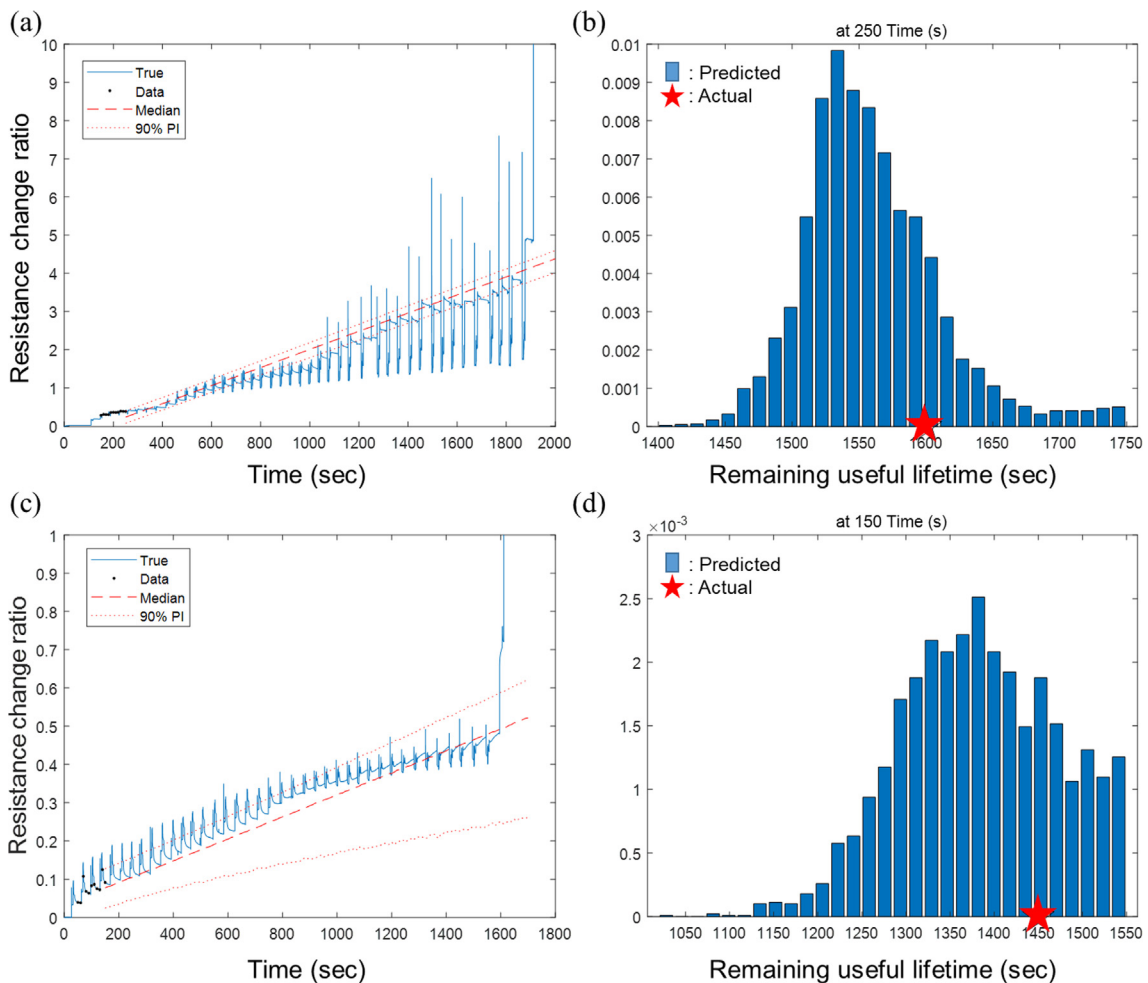 (a)
10
9
8
7
6
5
4
3
2
1
0
Resistance change ratio
True
Data
Median
90% PI
0 200 400 600 800 1000 1200 1400 1600 1800 2000
Time (sec)
(b)
at 250 Time (s)
0.01
0.009
0.008
0.007
0.006
0.005
0.004
0.003
0.002
0.001
0
: Predicted
: Actual
1400 1450 1500 1550 1600 1650 1700 1750
Remaining useful lifetime (sec)
(c)
1
0.9
0.8
0.7
0.6
0.5
0.4
0.3
0.2
0.1
0
Resistance change ratio
True
Data
Median
90% PI
0 200 400 600 800 1000 1200 1400 1600 1800
Time (sec)
(d)
×10-3
at 150 Time (s)
3
2.5
2
1.5
1
0.5
0
: Predicted
: Actual
1050 1100 1150 1200 1250 1300 1350 1400 1450 1500 1550
Remaining useful lifetime (sec)